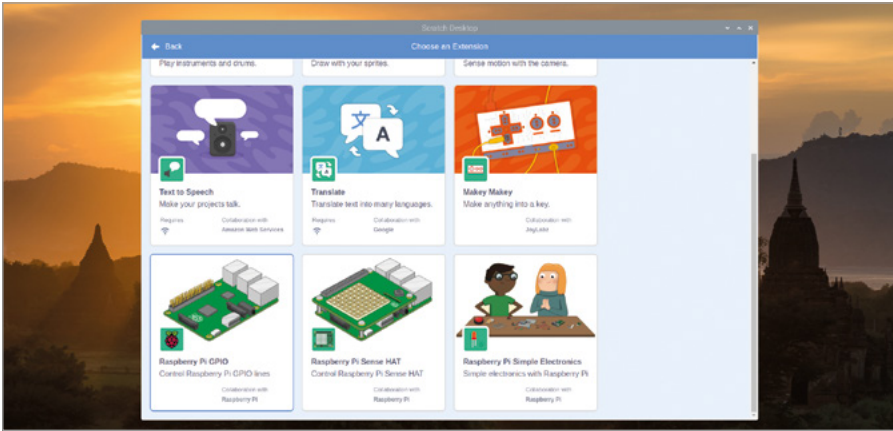 Scratch Desktop
Back
Choose an Extension
Play instruments and drums.
Draw with your sprites.
Sense motion with the camera.
文
A
Text to Speech
Make your projects talk.
Requires
Collaboration with
Amazon Web Services
Translate
Translate text into many languages.
Requires
Collaboration with
Google
Makey Makey
Make anything into a key.
Collaboration with
JoyLabz
Raspberry Pi GPIO
Control Raspberry Pi GPIO lines
Collaboration with
Raspberry Pi
Raspberry Pi Sense HAT
Control Raspberry Pi Sense HAT
Collaboration with
Raspberry Pi
Raspberry Pi Simple Electronics
Simple electronics with Raspberry Pi
Collaboration with
Raspberry Pi